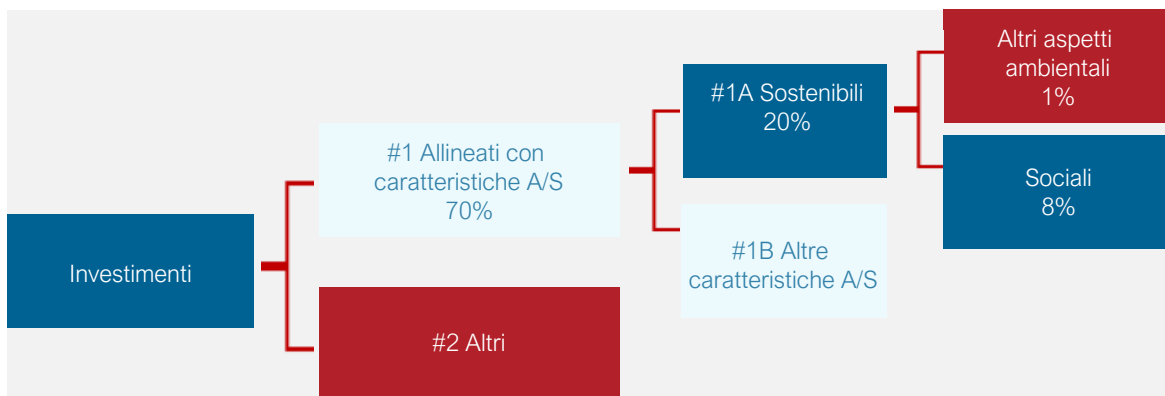 Investimenti
#1 Allineati con
caratteristiche A/S
70%
#2 Altri
#1A Sostenibili
20%
#1B Altre
caratteristiche A/S
Altri aspetti
ambientali
1%
Sociali
8%